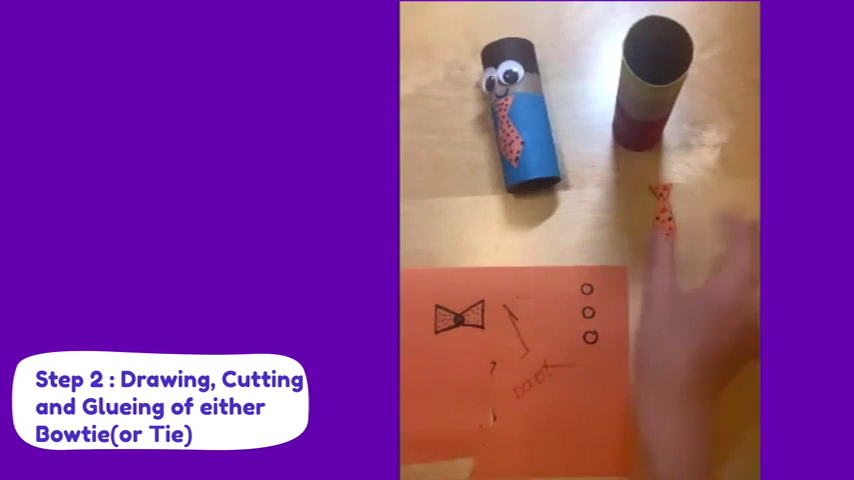 Step 2 : Drawing, Cutting
and Glueing of either
Bowtie(or Tie)